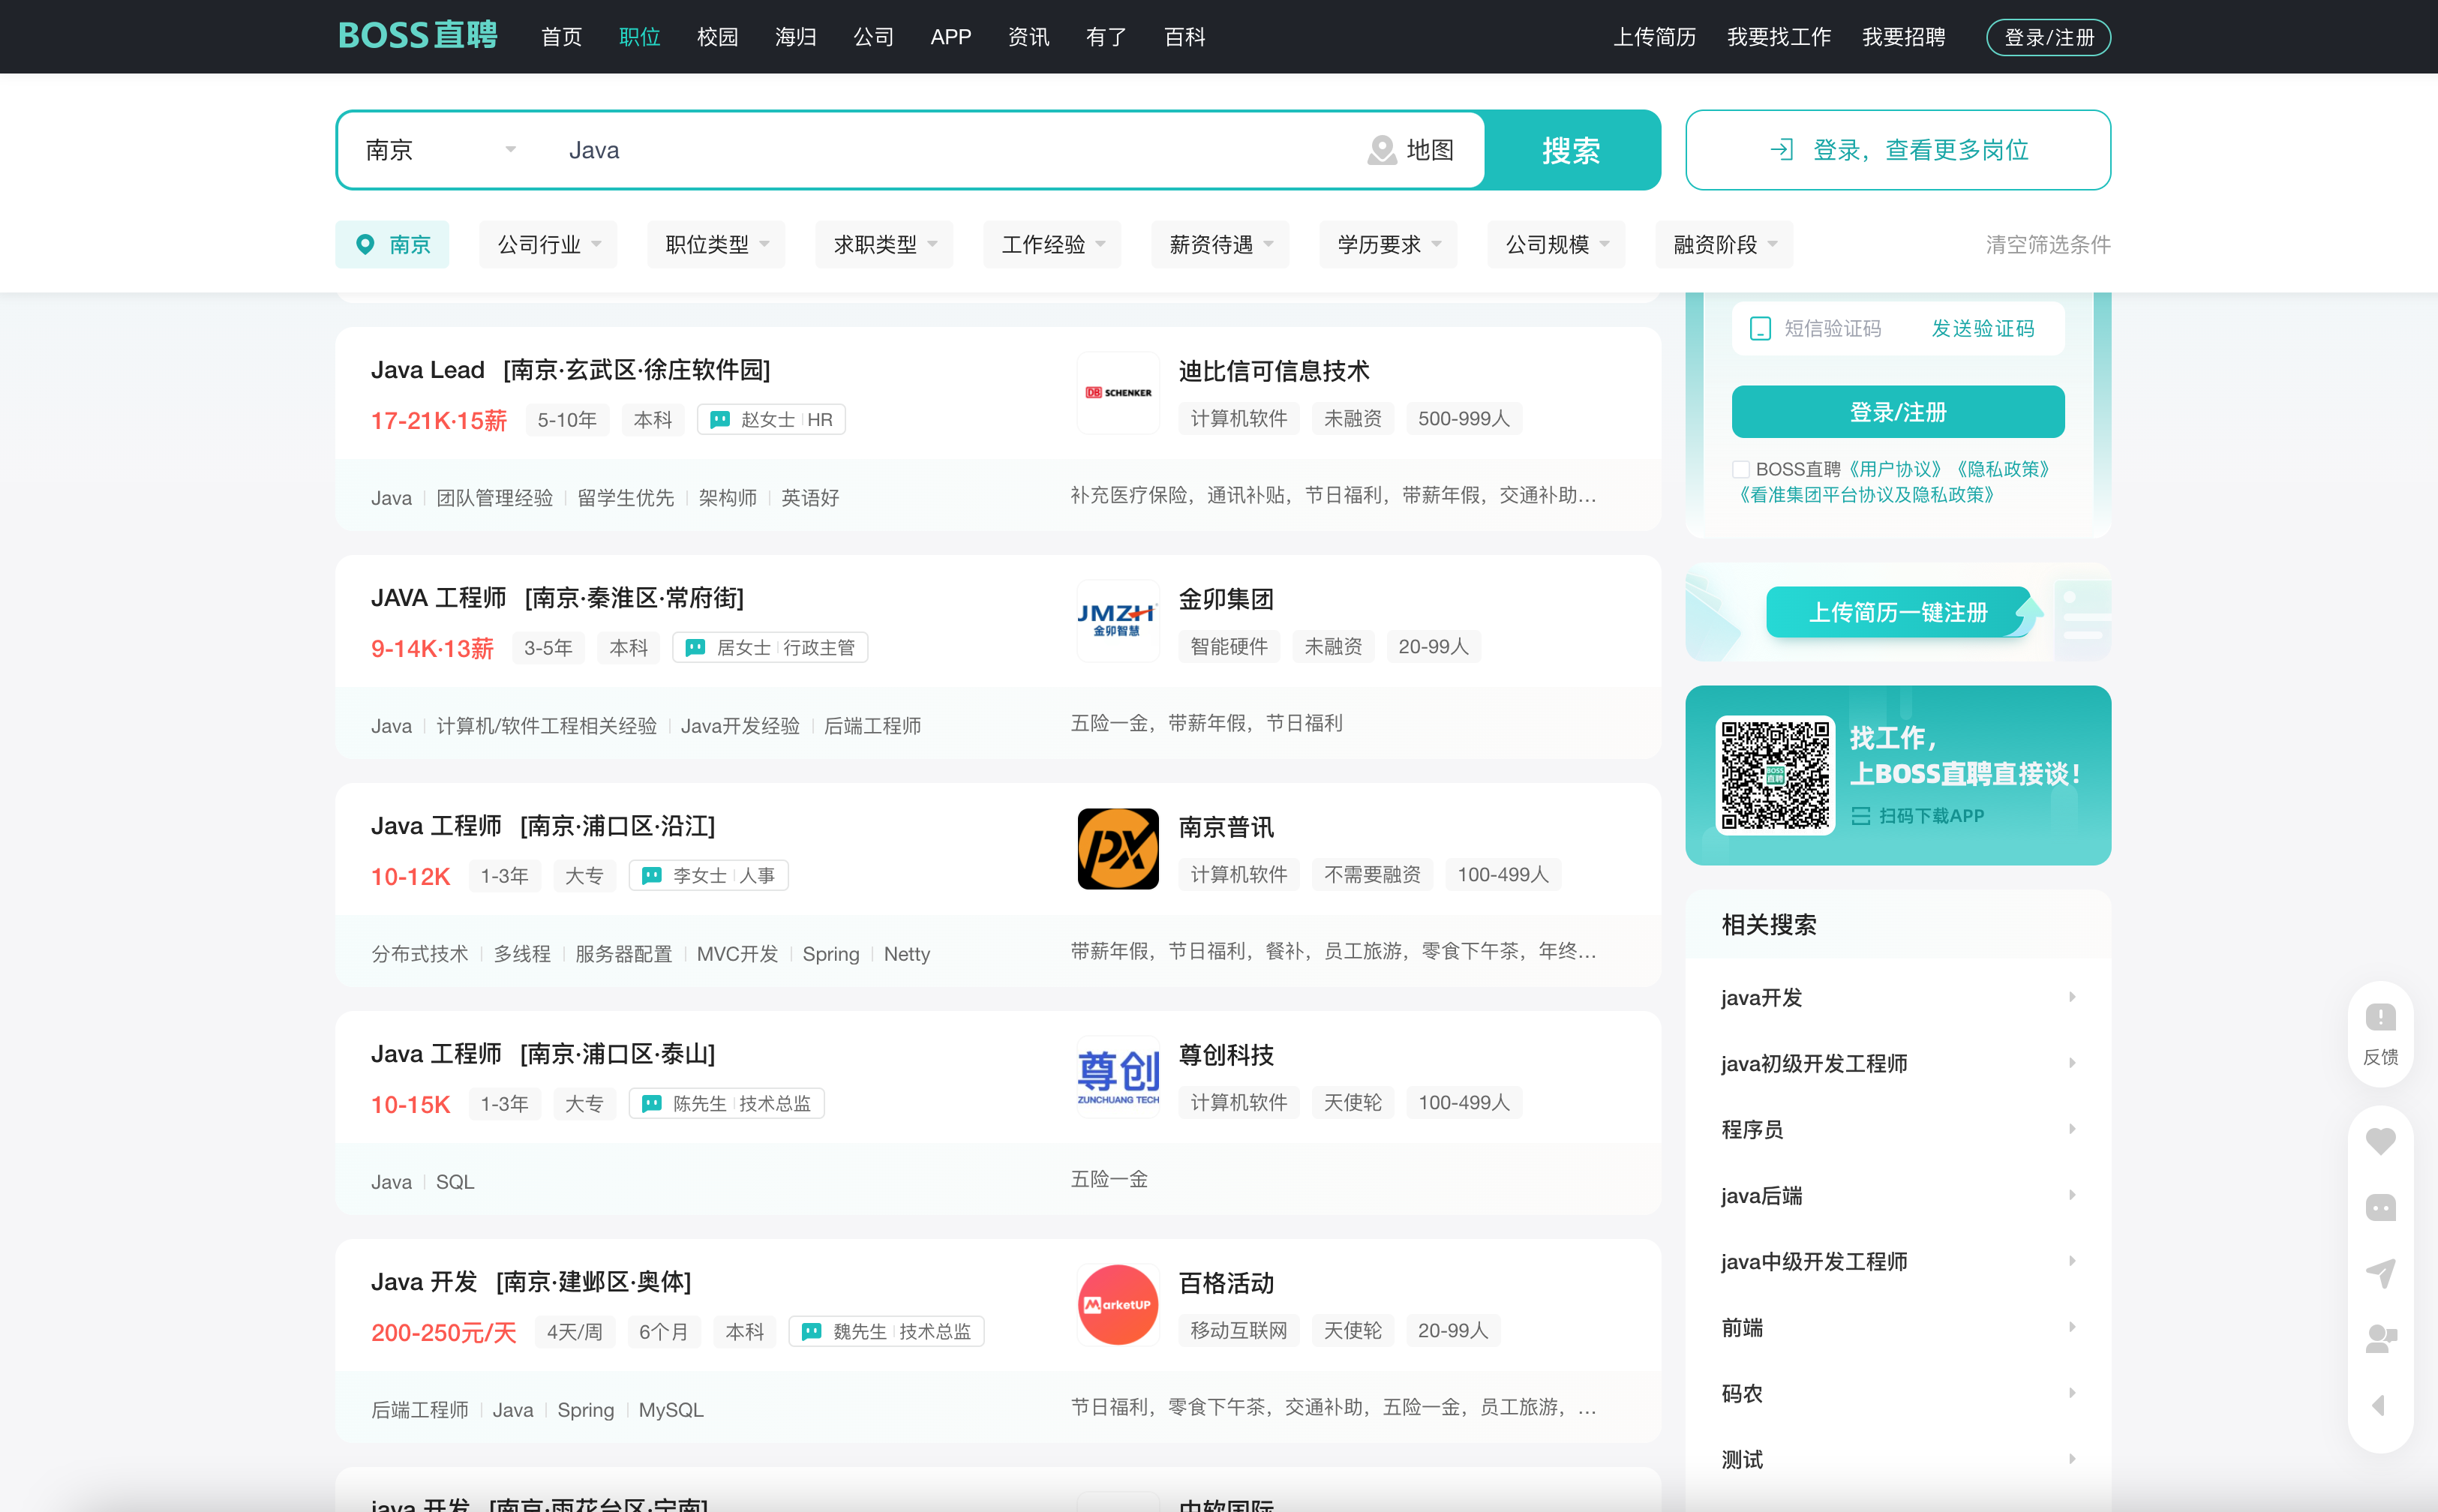 BOSS直聘 首页 职位 校园 海归 公司 APP 资讯 有了 百科 上传简历 我要找工作 我要招聘 登录/注册
南京 Java 地图 搜索 登录，查看更多岗位
南京 公司行业 职位类型 求职类型 工作经验 薪资待遇 学历要求 公司规模 融资阶段 清空筛选条件
Java Lead [南京·玄武区·徐庄软件园]
17-21K·15薪 5-10年 本科 赵女士 HR
DB SCHENKER
迪比信可信息技术
计算机软件 未融资 500-999人
Java 团队管理经验 留学生优先 架构师 英语好
补充医疗保险，通讯补贴，节日福利，带薪年假，交通补助...
JAVA 工程师 [南京·秦淮区·常府街]
9-14K·13薪 3-5年 本科 居女士 行政主管
JMZH
金卯智慧
金卯集团
智能硬件 未融资 20-99人
Java 计算机/软件工程相关经验 Java开发经验 后端工程师
五险一金，带薪年假，节日福利
Java 工程师 [南京·浦口区·沿江]
10-12K 1-3年 大专 李女士 人事
PX
南京普讯
计算机软件 不需要融资 100-499人
分布式技术 多线程 服务器配置 MVC开发 Spring Netty
带薪年假，节日福利，餐补，员工旅游，零食下午茶，年终...
Java 工程师 [南京·浦口区·泰山]
10-15K 1-3年 大专 陈先生 技术总监
尊创
ZUNCHUANG TECH
尊创科技
计算机软件 天使轮 100-499人
Java SQL
五险一金
Java 开发 [南京·建邺区·奥体]
200-250元/天 4天/周 6个月 本科 魏先生 技术总监
MarketUP
百格活动
移动互联网 天使轮 20-99人
后端工程师 Java Spring MySQL
节日福利，零食下午茶，交通补助，五险一金，员工旅游，...
java 开发 [南京·雨花台区·宁南]
中软国际
短信验证码 发送验证码
登录/注册
BOSS直聘《用户协议》《隐私政策》
《看准集团平台协议及隐私政策》
上传简历一键注册
BOSS
直聘
找工作，
上BOSS直聘直接谈！
扫码下载APP
相关搜索
java开发
java初级开发工程师
程序员
java后端
java中级开发工程师
前端
码农
测试
反馈